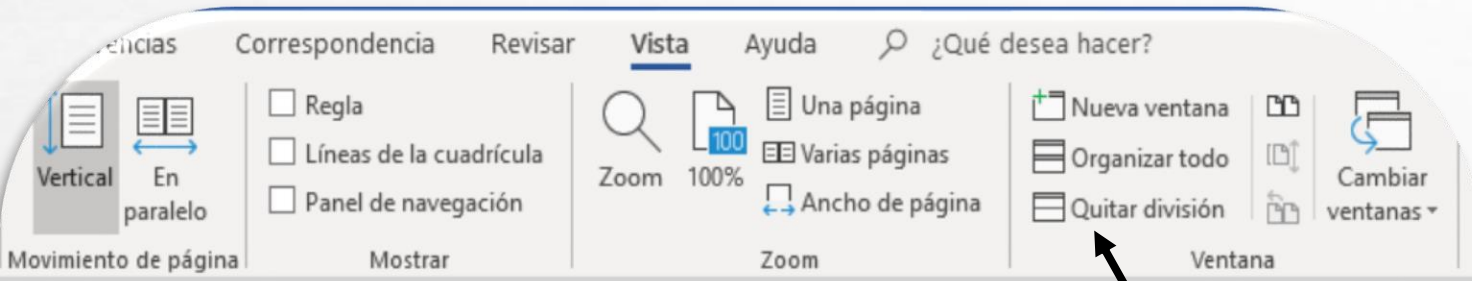 Correspondencia Revisar Vista Ayuda ¿Qué desea hacer?
Vertical
En paralelo
Movimiento de página
Regla
Líneas de la cuadrícula
Panel de navegación
Mostrar
Zoom
100
100%
Una página
Varias páginas
Ancho de página
Zoom
Nueva ventana
Organizar todo
Quitar división
Cambiar
ventanas
Ventana